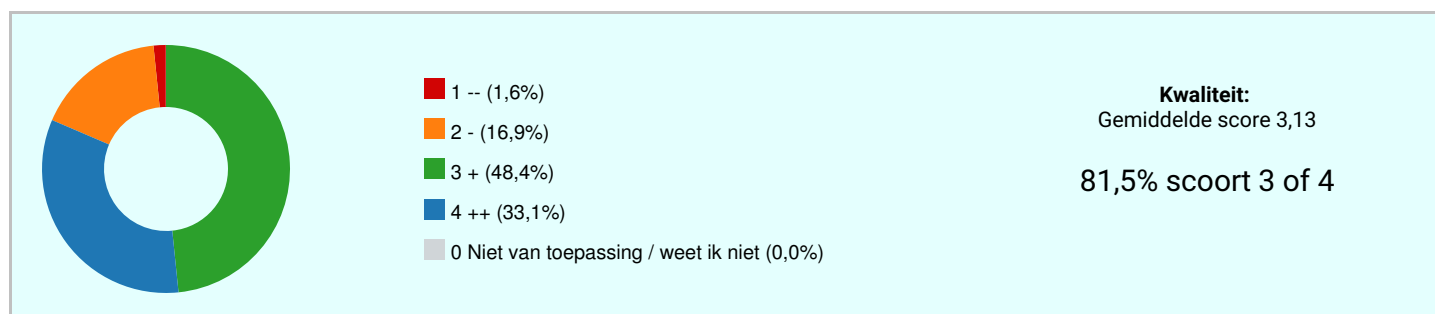 1 -- (1,6%)
2 - (16,9%)
3 + (48,4%)
4 ++ (33,1%)
0 Niet van toepassing / weet ik niet (0,0%)
Kwaliteit:
Gemiddelde score 3,13
81,5% scoort 3 of 4